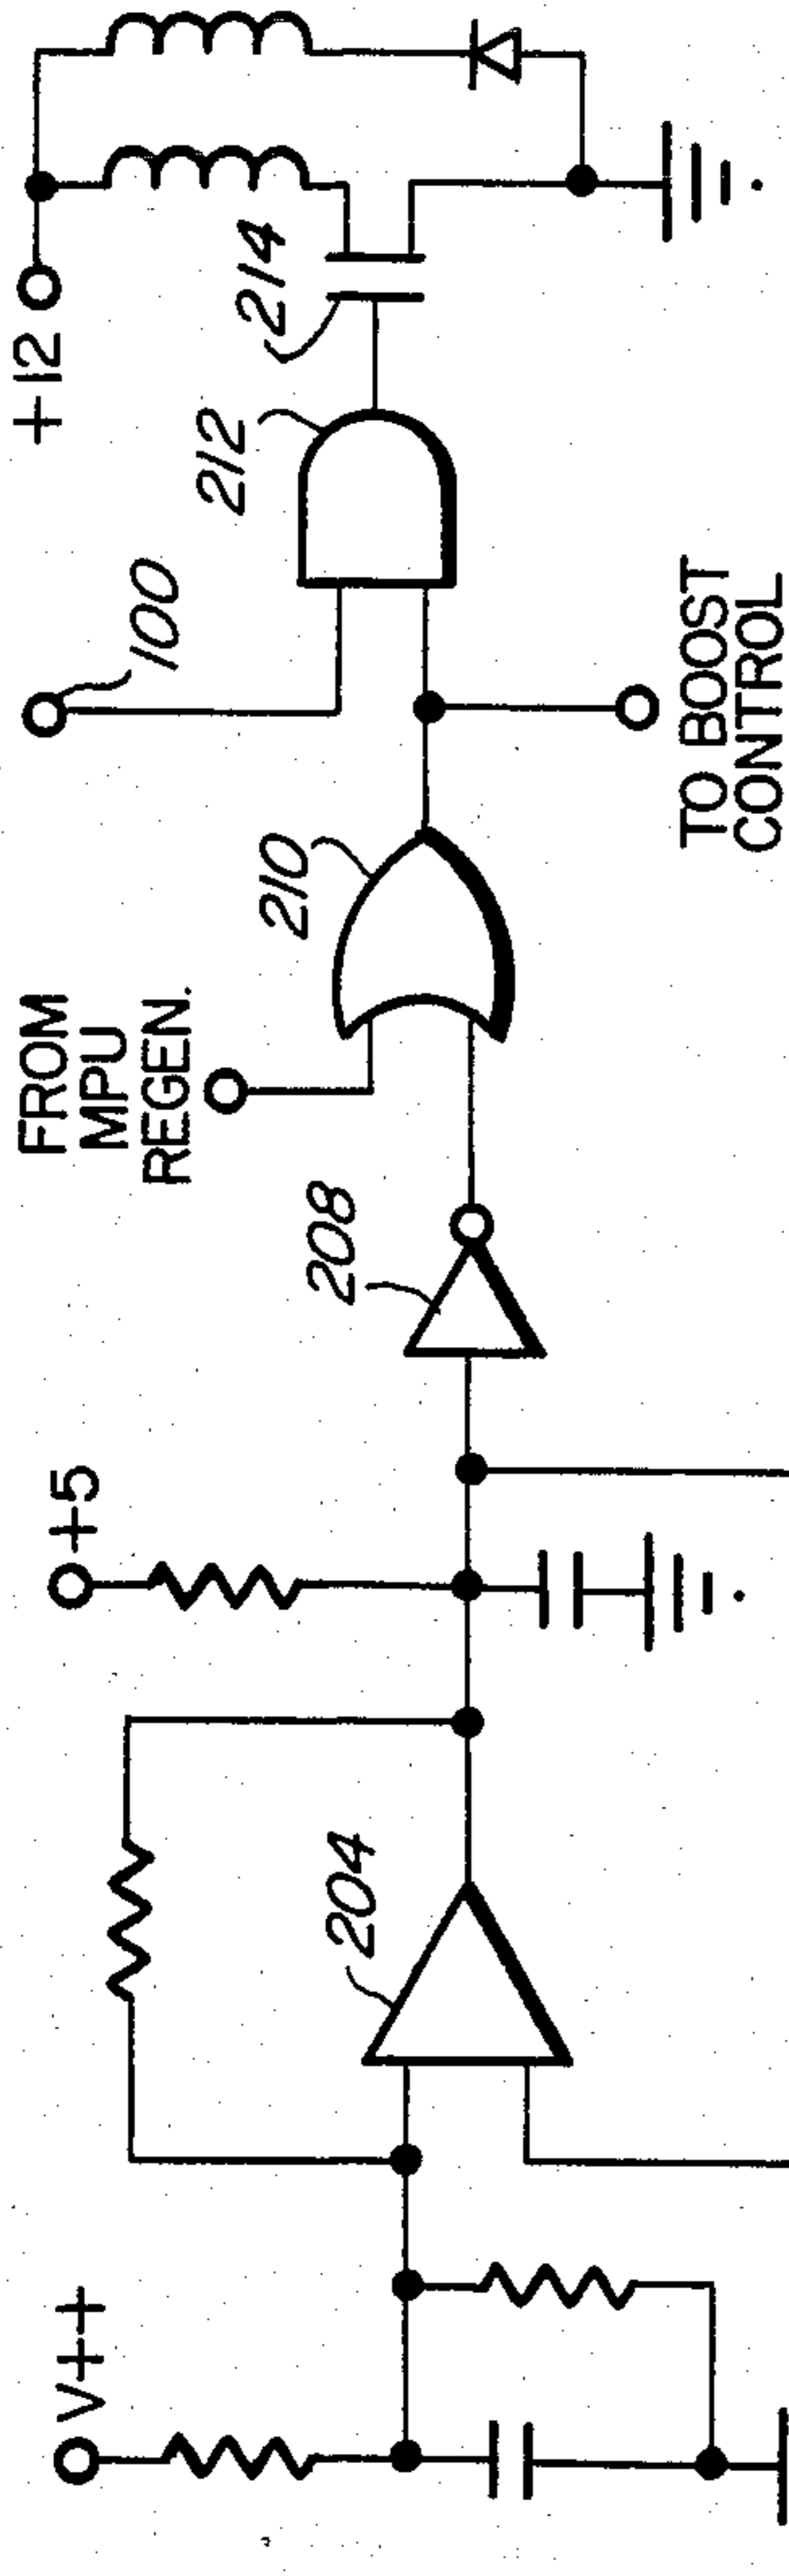 V++
204
+5
208
FROM
MPU
REGEN.
210
100
TO BOOST
CONTROL
212
214
+12